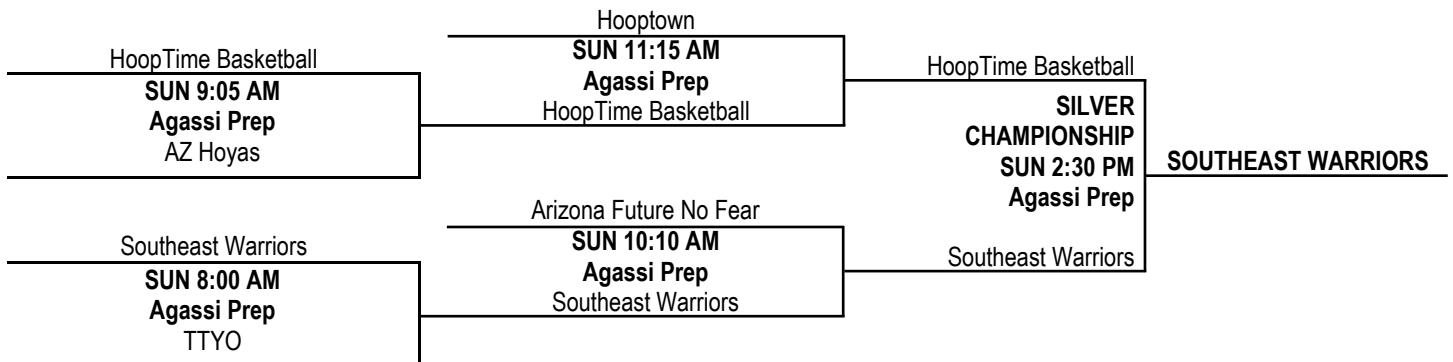 HoopTime Basketball
SUN 9:05 AM
Agassi Prep
AZ Hoyas
Southeast Warriors
SUN 8:00 AM
Agassi Prep
TTYO
Hooptown
SUN 11:15 AM
Agassi Prep
HoopTime Basketball
Arizona Future No Fear
SUN 10:10 AM
Agassi Prep
Southeast Warriors
HoopTime Basketball
SILVER
CHAMPIONSHIP
SUN 2:30 PM
Agassi Prep
Southeast Warriors
SOUTHEAST WARRIORS